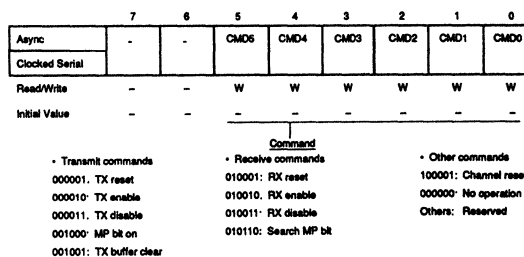 7 6 5 4 3 2 1 0
Async - - CMD5 CMD4 CMD3 CMD2 CMD1 CMD0
Clocked Serial
Read/Write - - W W W W W W
Initial Value - - - - - - - -
Command
• Transmit commands
000001. TX reset
000010· TX enable
000011. TX disable
001000· MP bit on
001001: TX buffer clear
• Receive commands
010001: RX reset
010010. RX enable
010011· RX disable
010110: Search MP bit
• Other commands
100001: Channel rese
000000· No operation
Others: Reserved